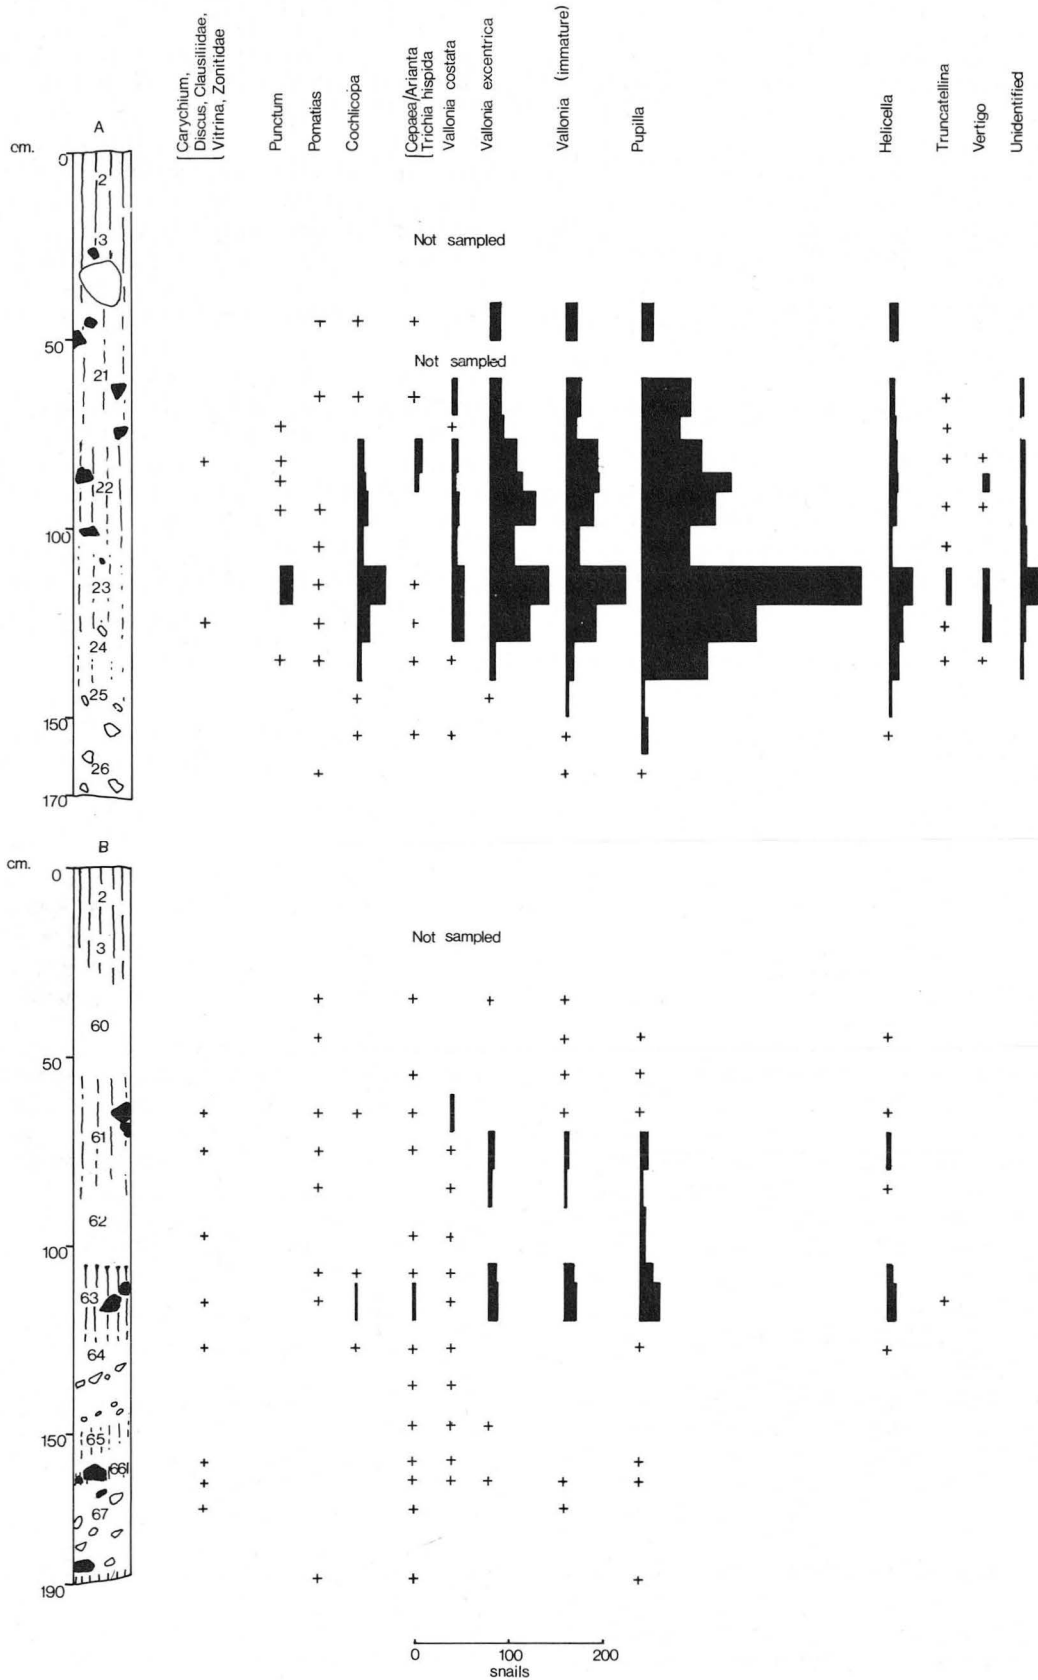 Carychium,
Discus, Clausiliidae,
Vitrina, Zonitidae
Punctum
Pomatias
Cochlicopa
Cepaea/Arianta
Trichia hispida
Vallonia costata
Vallonia excentrica
Vallonia (immature)
Pupilla
Helicella
Truncatellina
Vertigo
Unidentified
A
cm.
0
2
3
Not sampled
50
Not sampled
21
22
100
23
24
25
150
26
170
B
cm.
0
2
3
Not sampled
60
50
61
62
100
63
64
150
65
66
67
190
0 100 200
snails